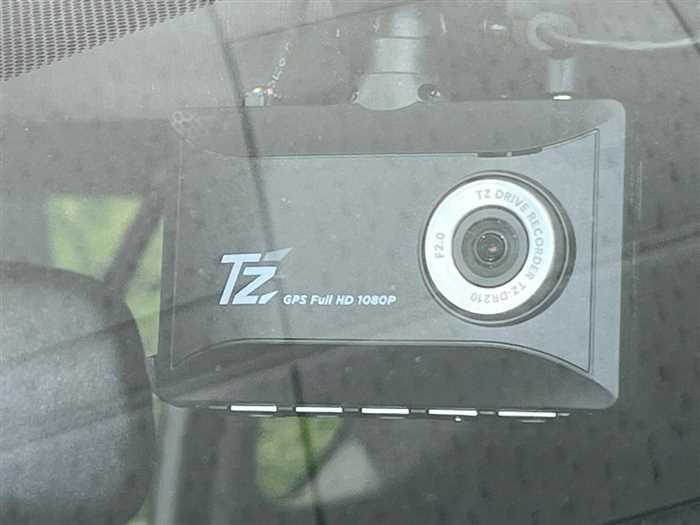 TZ DRIVE RECORDER TZ-DR210
F2.0
TZ
GPS Full HD 1080P